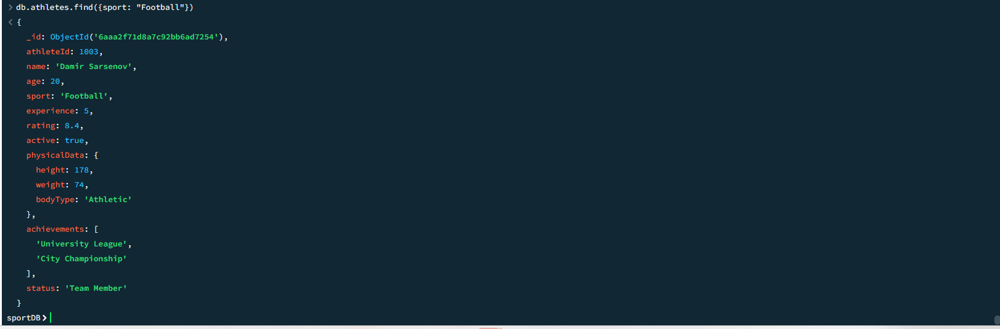 > db.athletes.find({sport: "Football"})
< {
_id: ObjectId('6aaa2f71d8a7c92bb6ad7254'),
athleteId: 1003,
name: 'Damir Sarsenov',
age: 20,
sport: 'Football',
experience: 5,
rating: 8.4,
active: true,
physicalData: {
height: 178,
weight: 74,
bodyType: 'Athletic'
},
achievements: [
'University League',
'City Championship'
],
status: 'Team Member'
}
sportDB>